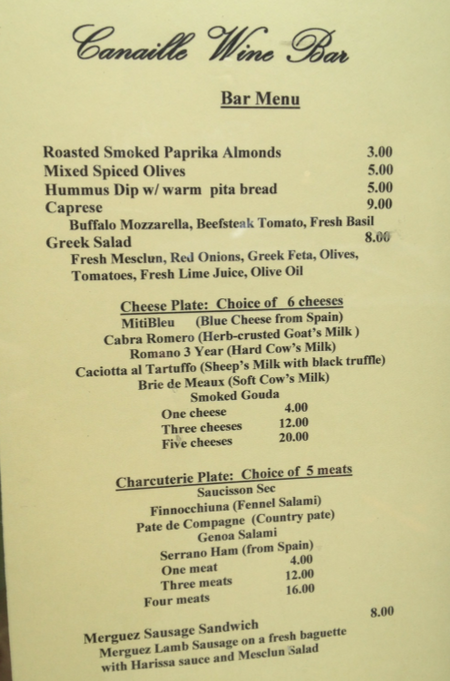 Canaille Wine Bar
Bar Menu
Roasted Smoked Paprika Almonds 3.00
Mixed Spiced Olives 5.00
Hummus Dip w/ warm pita bread 5.00
Caprese 9.00
Buffalo Mozzarella, Beefsteak Tomato, Fresh Basil
Greek Salad 8.00
Fresh Mesclun, Red Onions, Greek Feta, Olives,
Tomatoes, Fresh Lime Juice, Olive Oil
Cheese Plate: Choice of 6 cheeses
MitiBleu (Blue Cheese from Spain)
Cabra Romero (Herb-crusted Goat's Milk )
Romano 3 Year (Hard Cow's Milk)
Caciotta al Tartuffo (Sheep's Milk with black truffle)
Brie de Meaux (Soft Cow's Milk)
Smoked Gouda
One cheese 4.00
Three cheeses 12.00
Five cheeses 20.00
Charcuterie Plate: Choice of 5 meats
Saucisson Sec
Finnocchiuna (Fennel Salami)
Pate de Compagne (Country pate)
Genoa Salami
Serrano Ham (from Spain)
One meat 4.00
Three meats 12.00
Four meats 16.00
Merguez Sausage Sandwich 8.00
Merguez Lamb Sausage on a fresh baguette
with Harissa sauce and Mesclun Salad